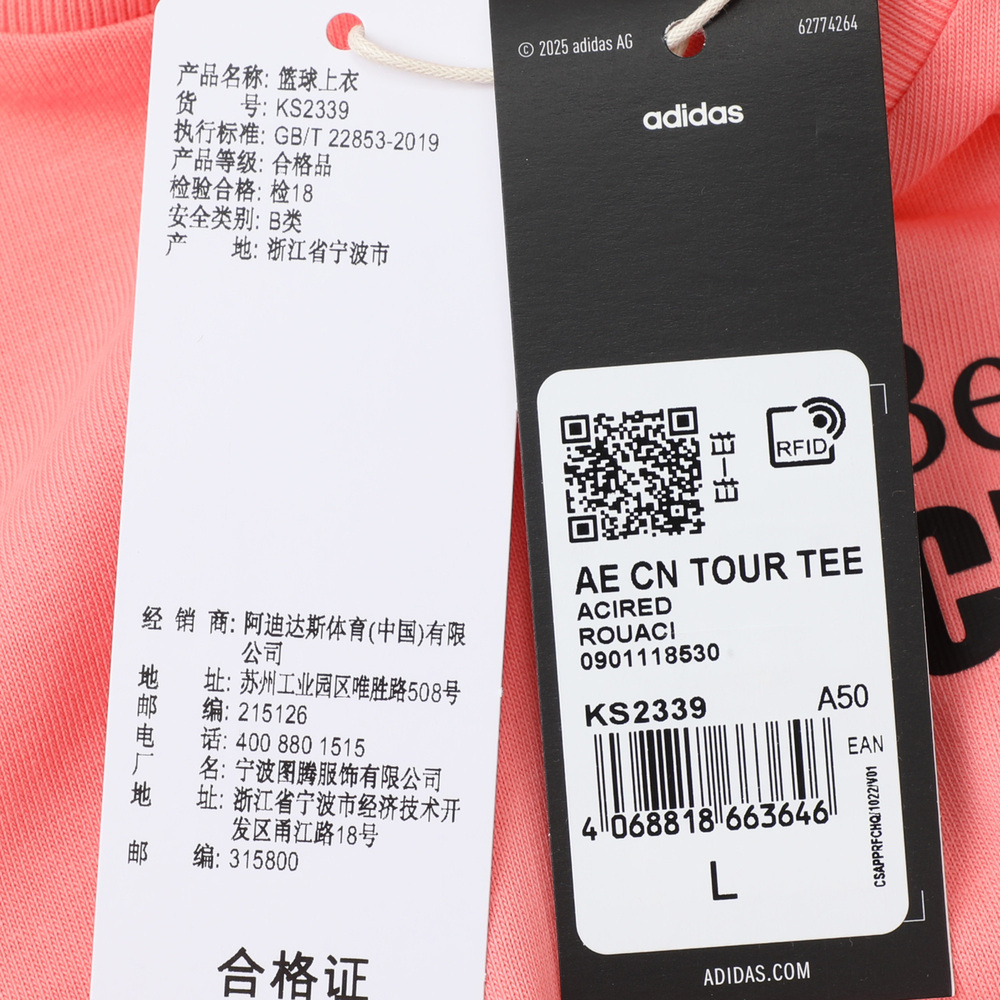 产品名称: 篮球上衣
货 号: KS2339
执行标准: GB/T 22853-2019
产品等级: 合格品
检验合格: 检18
安全类别: B类
产 地: 浙江省宁波市
经 销 商: 阿迪达斯体育(中国)有限
公司
地 址: 苏州工业园区唯胜路508号
邮 编: 215126
电 话: 400 880 1515
厂 名: 宁波图腾服饰有限公司
地 址: 浙江省宁波市经济技术开
发区甬江路18号
邮 编: 315800
合格证
© 2025 adidas AG
62774264
adidas
扫一扫
RFID
AE CN TOUR TEE
ACIRED
ROUACI
0901118530
KS2339
A50
EAN
4 068818 663646
CSAPPRFCHQ/1022/V01
L
ADIDAS.COM
Be